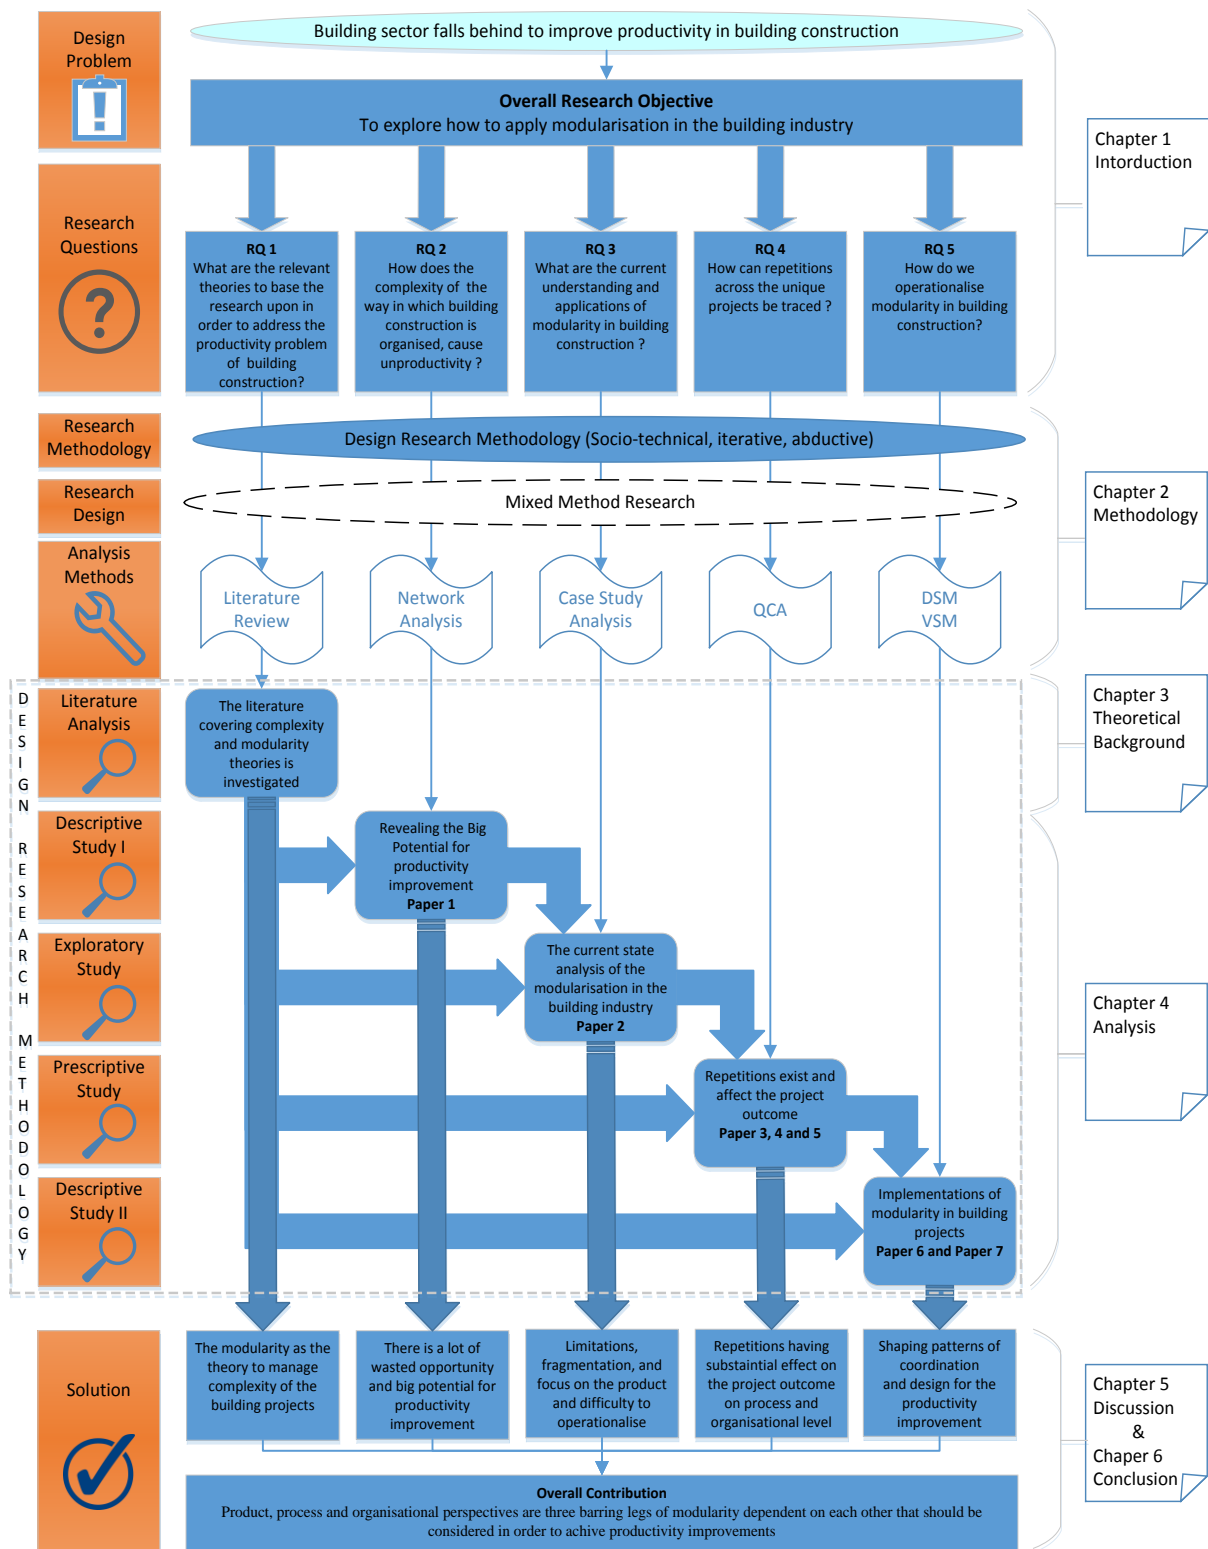 Design
Problem
Building sector falls behind to improve productivity in building construction
Overall Research Objective
To explore how to apply modularisation in the building industry
Chapter 1
Intorduction
Research
Questions
RQ 1
What are the relevant
theories to base the
research upon in
order to address the
productivity problem
of building
construction?
RQ 2
How does the
complexity of the
way in which building
construction is
organised, cause
unproductivity ?
RQ 3
What are the current
understanding and
applications of
modularity in building
construction ?
RQ 4
How can repetitions
across the unique
projects be traced ?
RQ 5
How do we
operationalise
modularity in building
construction?
Research
Methodology
Design Research Methodology (Socio-technical, iterative, abductive)
Research
Design
Mixed Method Research
Chapter 2
Methodology
Analysis
Methods
Literature
Review
Network
Analysis
Case Study
Analysis
QCA
DSM
VSM
DESIGN RESEARCH METHODOLOGY
Literature
Analysis
The literature
covering complexity
and modularity
theories is
investigated
Chapter 3
Theoretical
Background
Descriptive
Study I
Revealing the Big
Potential for
productivity
improvement
Paper 1
Exploratory
Study
The current state
analysis of the
modularisation in the
building industry
Paper 2
Chapter 4
Analysis
Prescriptive
Study
Repetitions exist and
affect the project
outcome
Paper 3, 4 and 5
Descriptive
Study II
Implementations of
modularity in building
projects
Paper 6 and Paper 7
Solution
The modularity as the
theory to manage
complexity of the
building projects
There is a lot of
wasted opportunity
and big potential for
productivity
improvement
Limitations,
fragmentation, and
focus on the product
and difficulty to
operationalise
Repetitions having
substaintial effect on
the project outcome
on process and
organisational level
Shaping patterns of
coordination
and design for the
productivity
improvement
Chapter 5
Discussion
&
Chaper 6
Conclusion
Overall Contribution
Product, process and organisational perspectives are three barring legs of modularity dependent on each other that should be
considered in order to achive productivity improvements